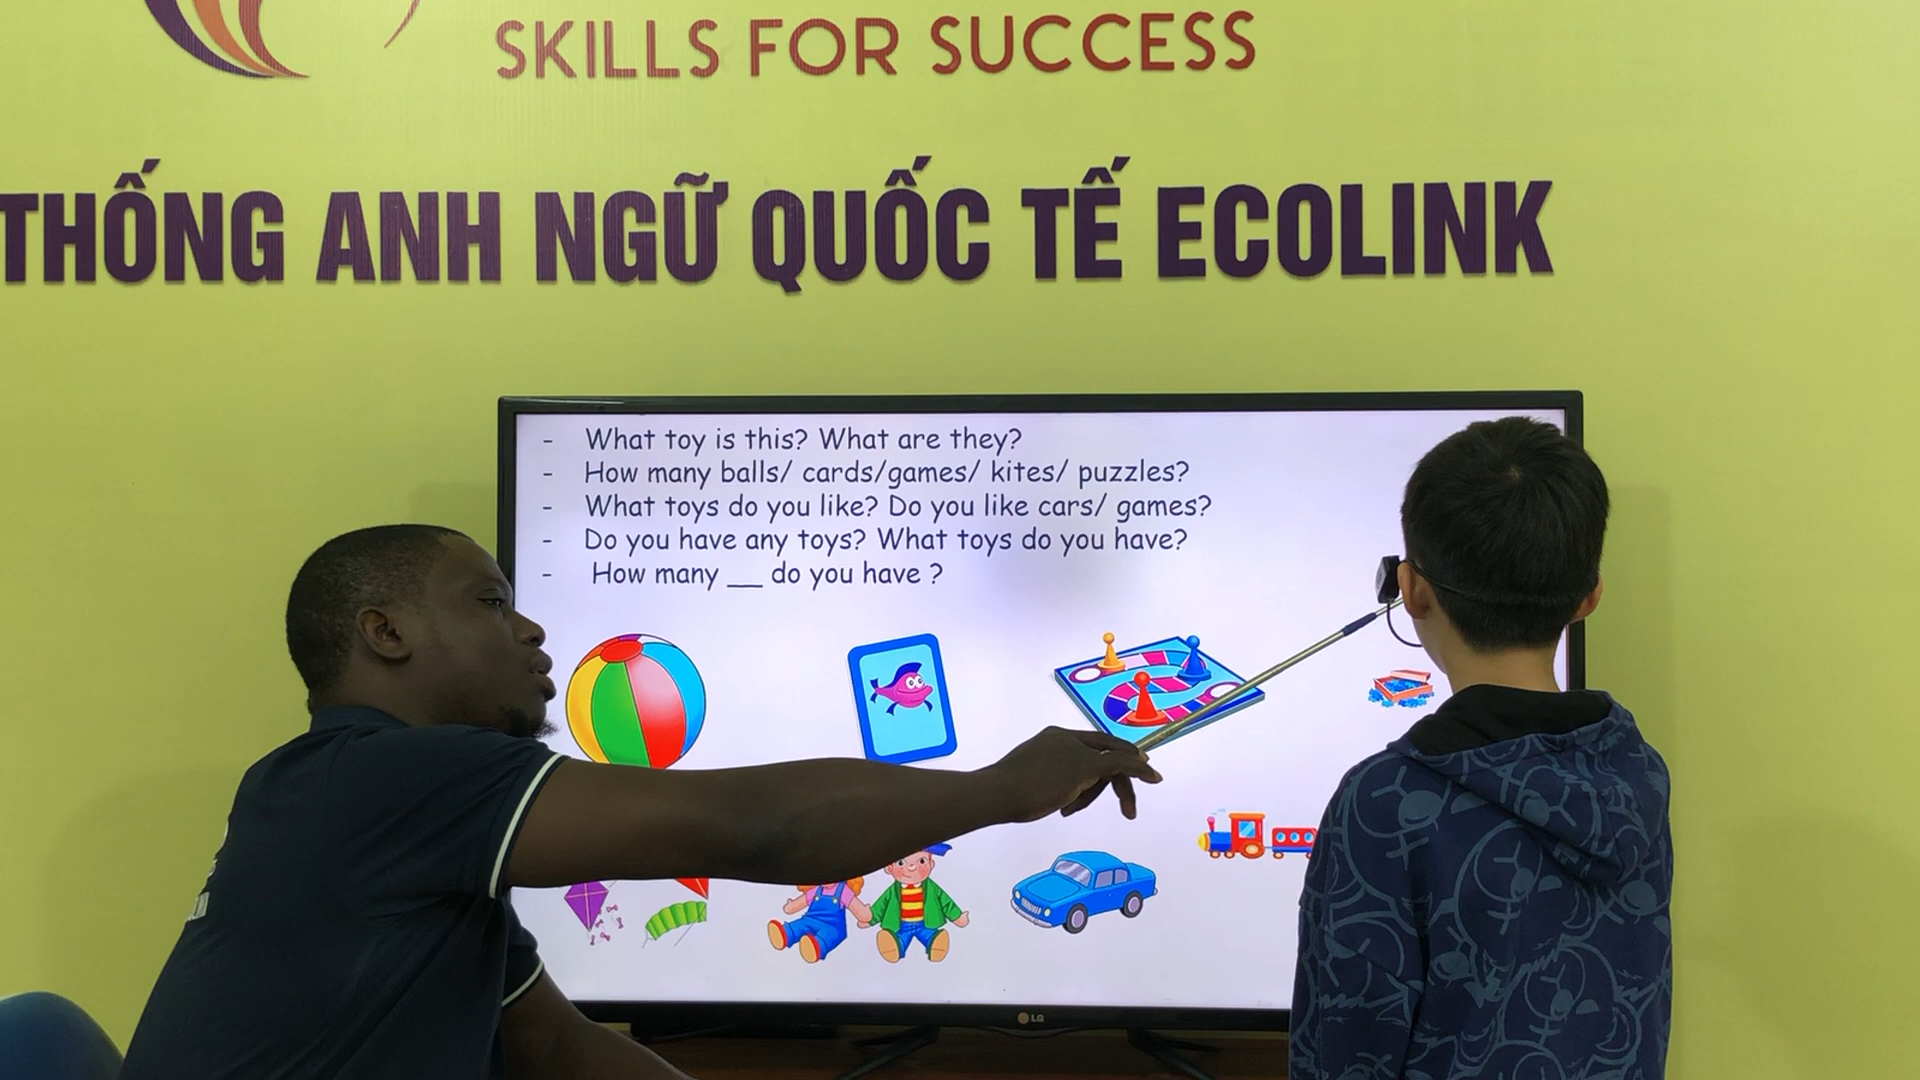 SKILLS FOR SUCCESS
THỐNG ANH NGỮ QUỐC TẾ ECOLINK
- What toy is this? What are they?
- How many balls/ cards/games/ kites/ puzzles?
- What toys do you like? Do you like cars/ games?
- Do you have any toys? What toys do you have?
- How many __ do you have ?
LG